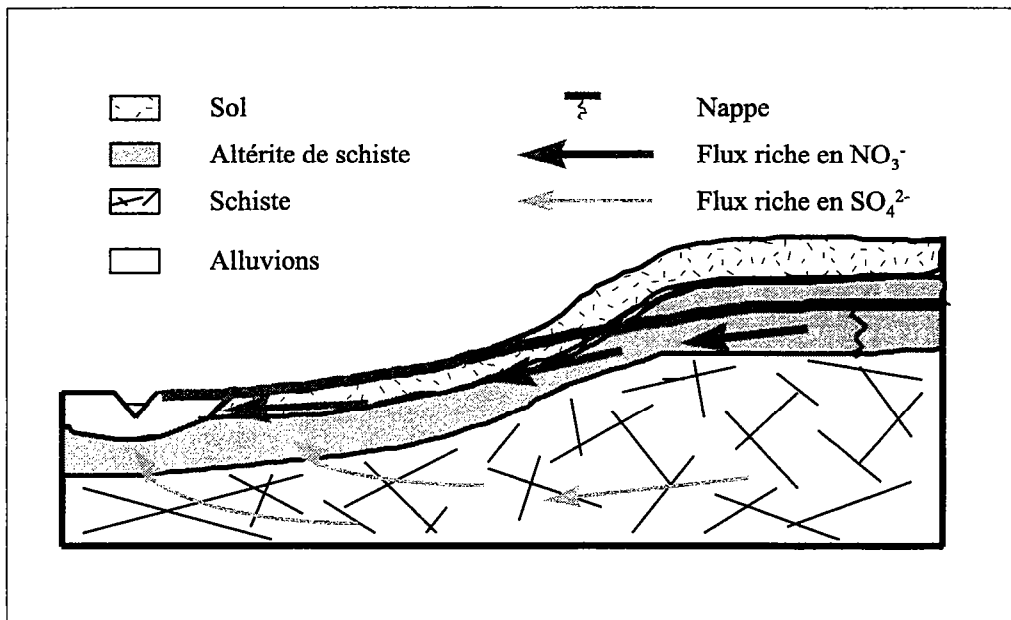 Sol
Altérite de schiste
Schiste
Alluvions
Nappe
Flux riche en NO₃⁻
Flux riche en SO₄²⁻